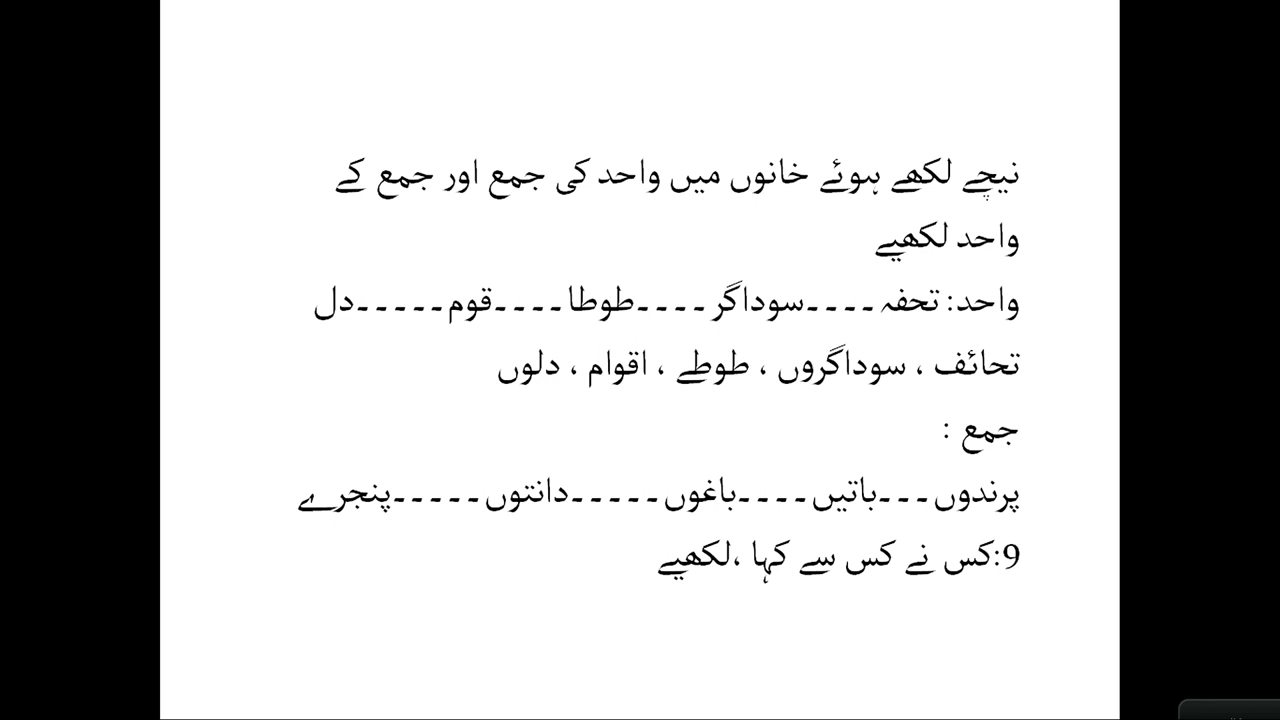 نیچے لکھے ہوئے خانوں میں واحد کی جمع اور جمع کے
واحد لکھیے
واحد: تحفہ۔۔۔۔سوداگر۔۔۔۔طوطا۔۔۔۔قوم۔۔۔۔۔دل
تحائف ، سوداگروں ، طوطے ، اقوام ، دلوں
جمع :
پرندوں۔۔۔باتیں۔۔۔۔باغوں۔۔۔۔۔دانتوں۔۔۔۔۔پنجرے
9:کس نے کس سے کہا ،لکھیے